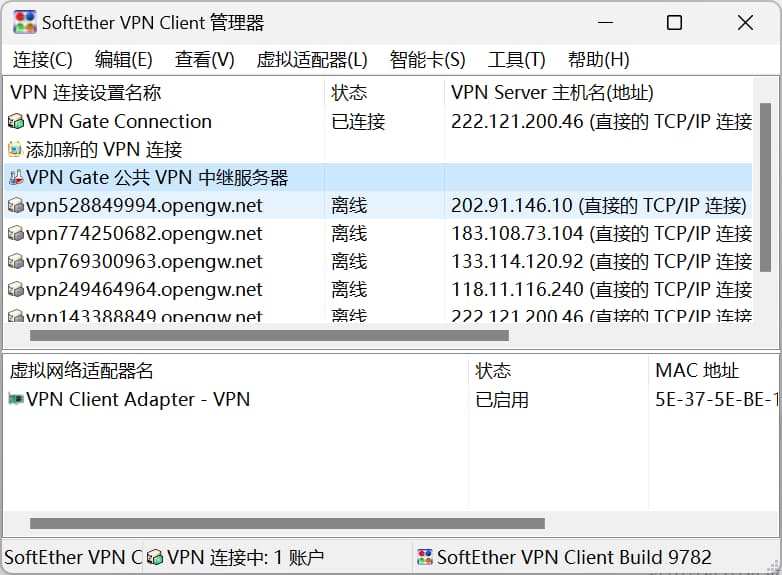 SoftEther VPN Client 管理器
连接(C) 编辑(E) 查看(V) 虚拟适配器(L) 智能卡(S) 工具(T) 帮助(H)
VPN 连接设置名称 状态 VPN Server 主机名(地址)
VPN Gate Connection 已连接 222.121.200.46 (直接的 TCP/IP 连接
添加新的 VPN 连接
VPN Gate 公共 VPN 中继服务器
vpn528849994.opengw.net 离线 202.91.146.10 (直接的 TCP/IP 连接)
vpn774250682.opengw.net 离线 183.108.73.104 (直接的 TCP/IP 连接
vpn769300963.opengw.net 离线 133.114.120.92 (直接的 TCP/IP 连接
vpn249464964.opengw.net 离线 118.11.116.240 (直接的 TCP/IP 连接
vpn143388849.opengw.net 离线 222.121.200.46 (直接的 TCP/IP 连接
虚拟网络适配器名 状态 MAC 地址
VPN Client Adapter - VPN 已启用 5E-37-5E-BE-1
SoftEther VPN C VPN 连接中: 1 账户 SoftEther VPN Client Build 9782